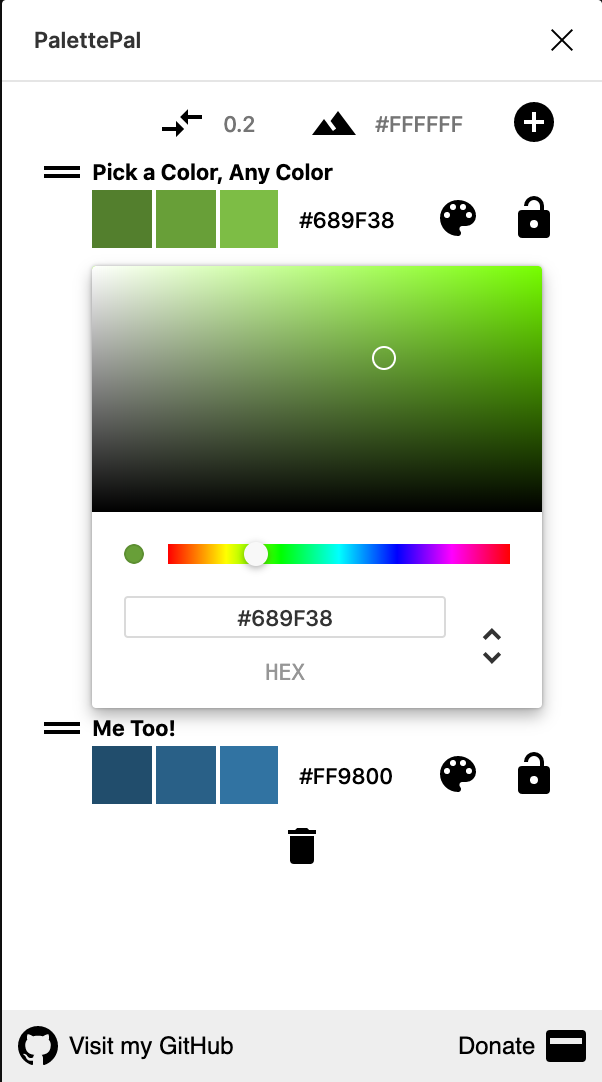 PalettePal
0.2 #FFFFFF
Pick a Color, Any Color
#689F38
#689F38
HEX
Me Too!
#FF9800
Visit my GitHub Donate